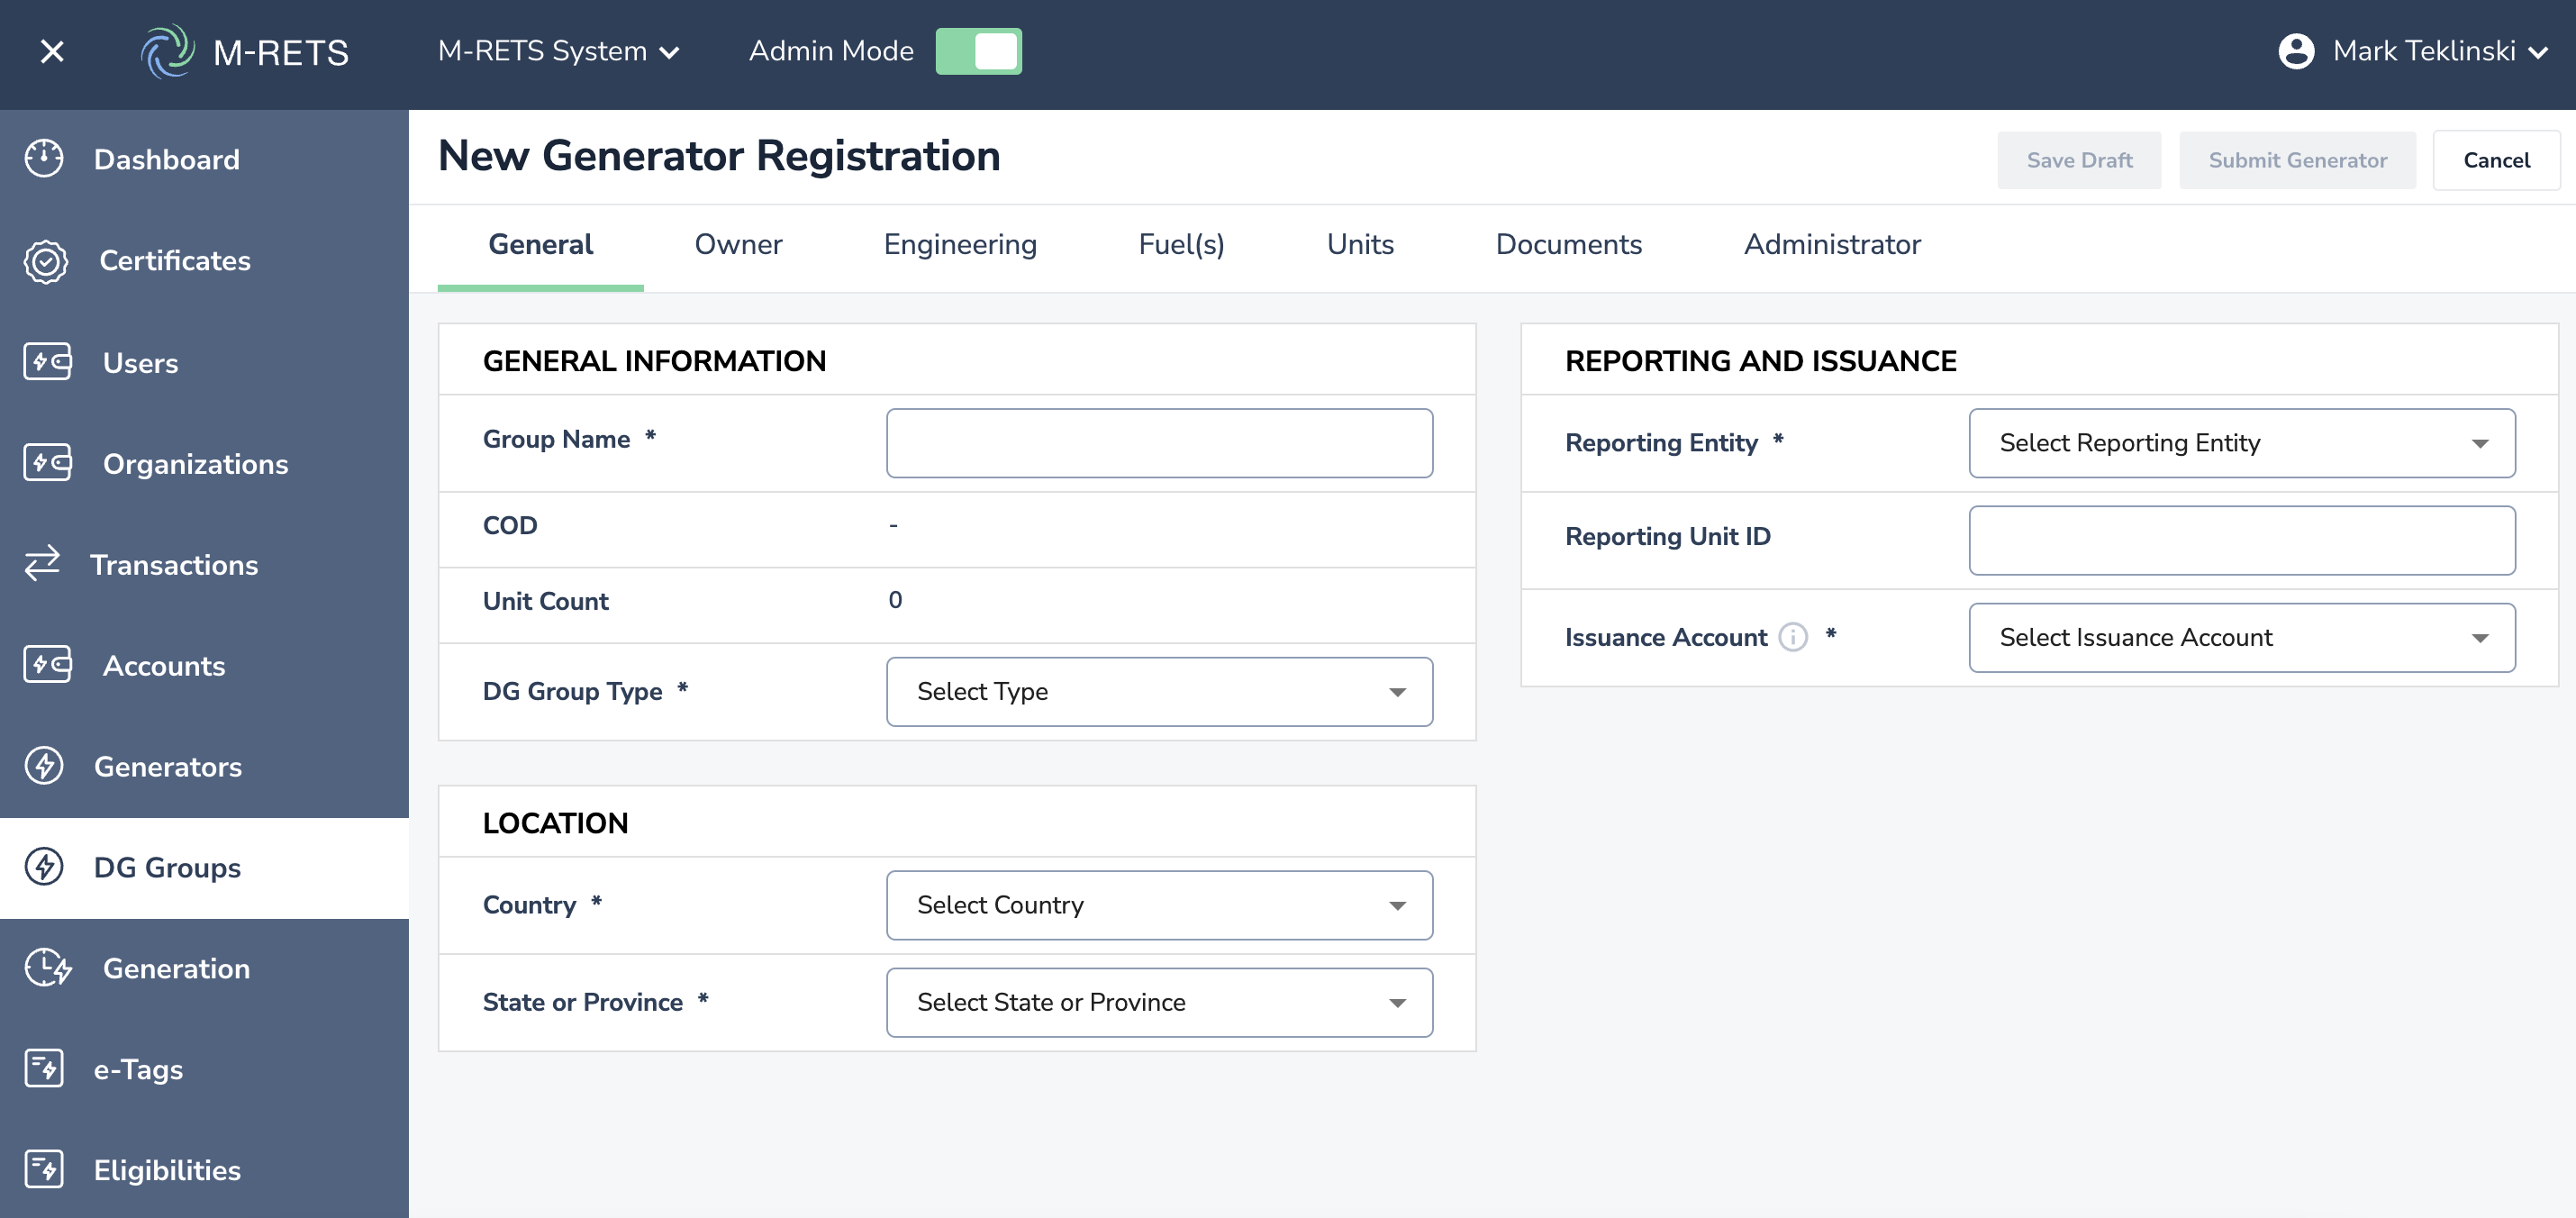 M-RETS
M-RETS System
Admin Mode
Mark Teklinski
Dashboard
Certificates
Users
Organizations
Transactions
Accounts
Generators
DG Groups
Generation
e-Tags
Eligibilities
New Generator Registration
Save Draft
Submit Generator
Cancel
General
Owner
Engineering
Fuel(s)
Units
Documents
Administrator
GENERAL INFORMATION
Group Name *
COD -
Unit Count 0
DG Group Type * Select Type
LOCATION
Country * Select Country
State or Province * Select State or Province
REPORTING AND ISSUANCE
Reporting Entity * Select Reporting Entity
Reporting Unit ID
Issuance Account i * Select Issuance Account